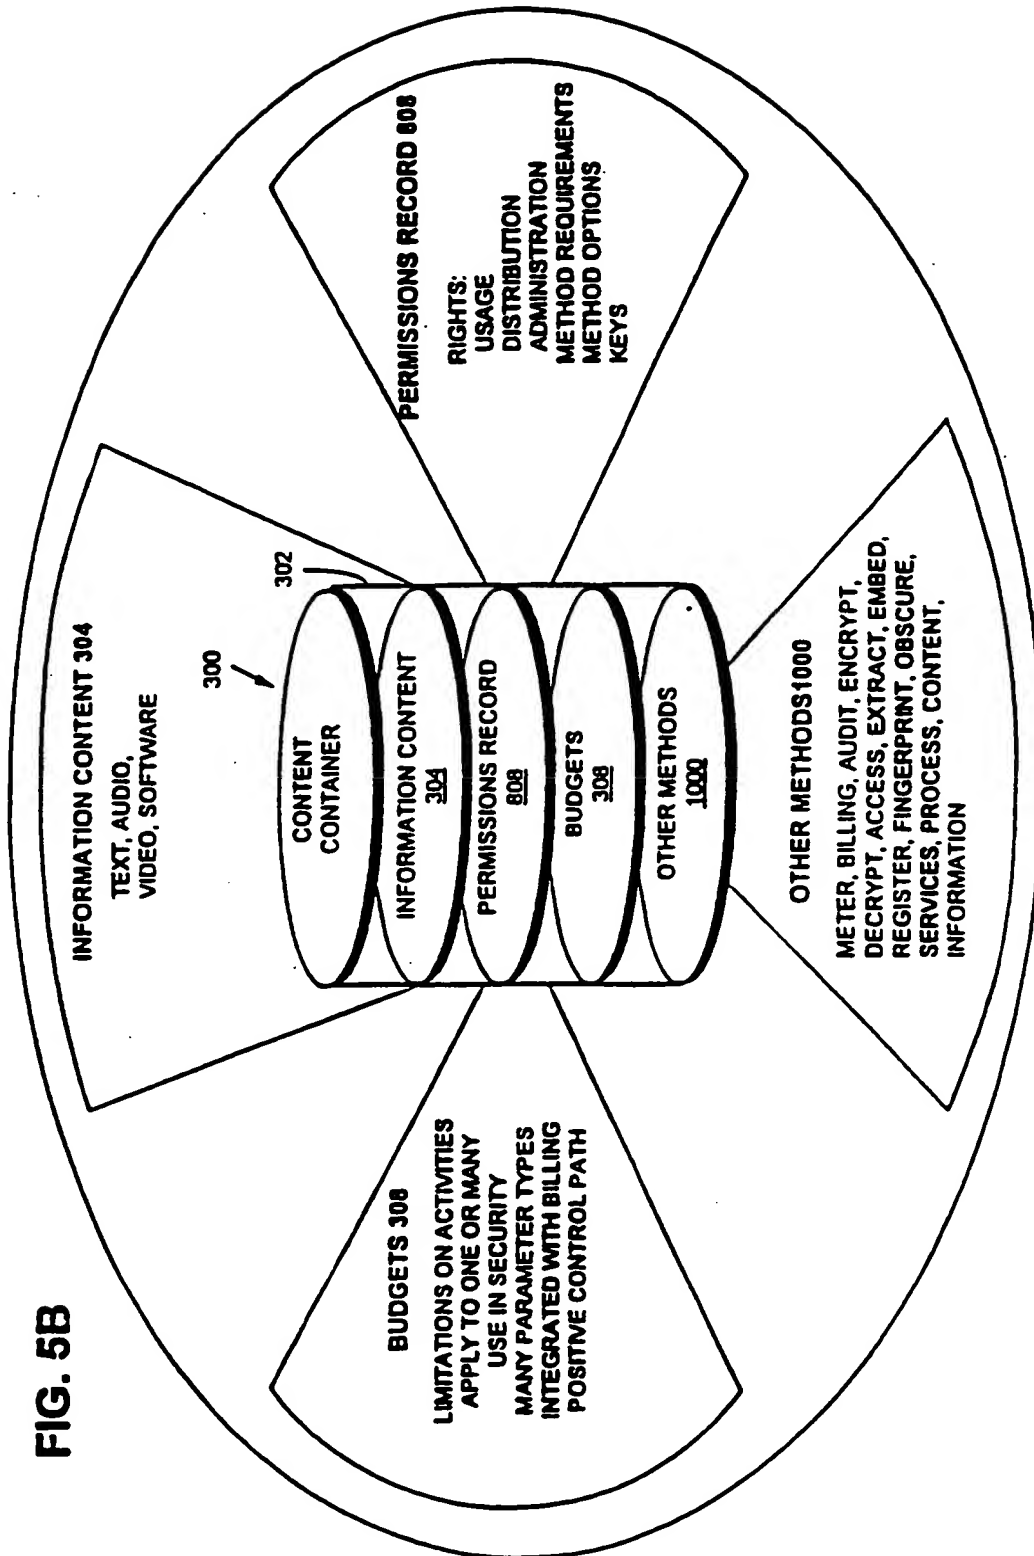 FIG. 5B
INFORMATION CONTENT 304
TEXT, AUDIO,
VIDEO, SOFTWARE
BUDGETS 308
LIMITATIONS ON ACTIVITIES
APPLY TO ONE OR MANY
USE IN SECURITY
MANY PARAMETER TYPES
INTEGRATED WITH BILLING
POSITIVE CONTROL PATH
300
302
CONTENT
CONTAINER
INFORMATION CONTENT
304
PERMISSIONS RECORD
808
BUDGETS
308
OTHER METHODS
1000
PERMISSIONS RECORD 808
RIGHTS:
USAGE
DISTRIBUTION
ADMINISTRATION
METHOD REQUIREMENTS
METHOD OPTIONS
KEYS
OTHER METHODS1000
METER, BILLING, AUDIT, ENCRYPT,
DECRYPT, ACCESS, EXTRACT, EMBED,
REGISTER, FINGERPRINT, OBSCURE,
SERVICES, PROCESS, CONTENT,
INFORMATION